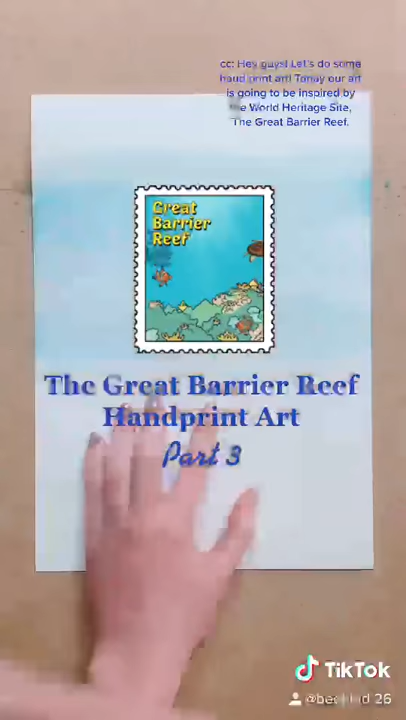 cc: Hey guys! Let's do some
hand print art! Today our art
is going to be inspired by
the World Heritage Site,
The Great Barrier Reef.
Great
Barrier
Reef
The Great Barrier Reef
Handprint Art
Part 3
TikTok